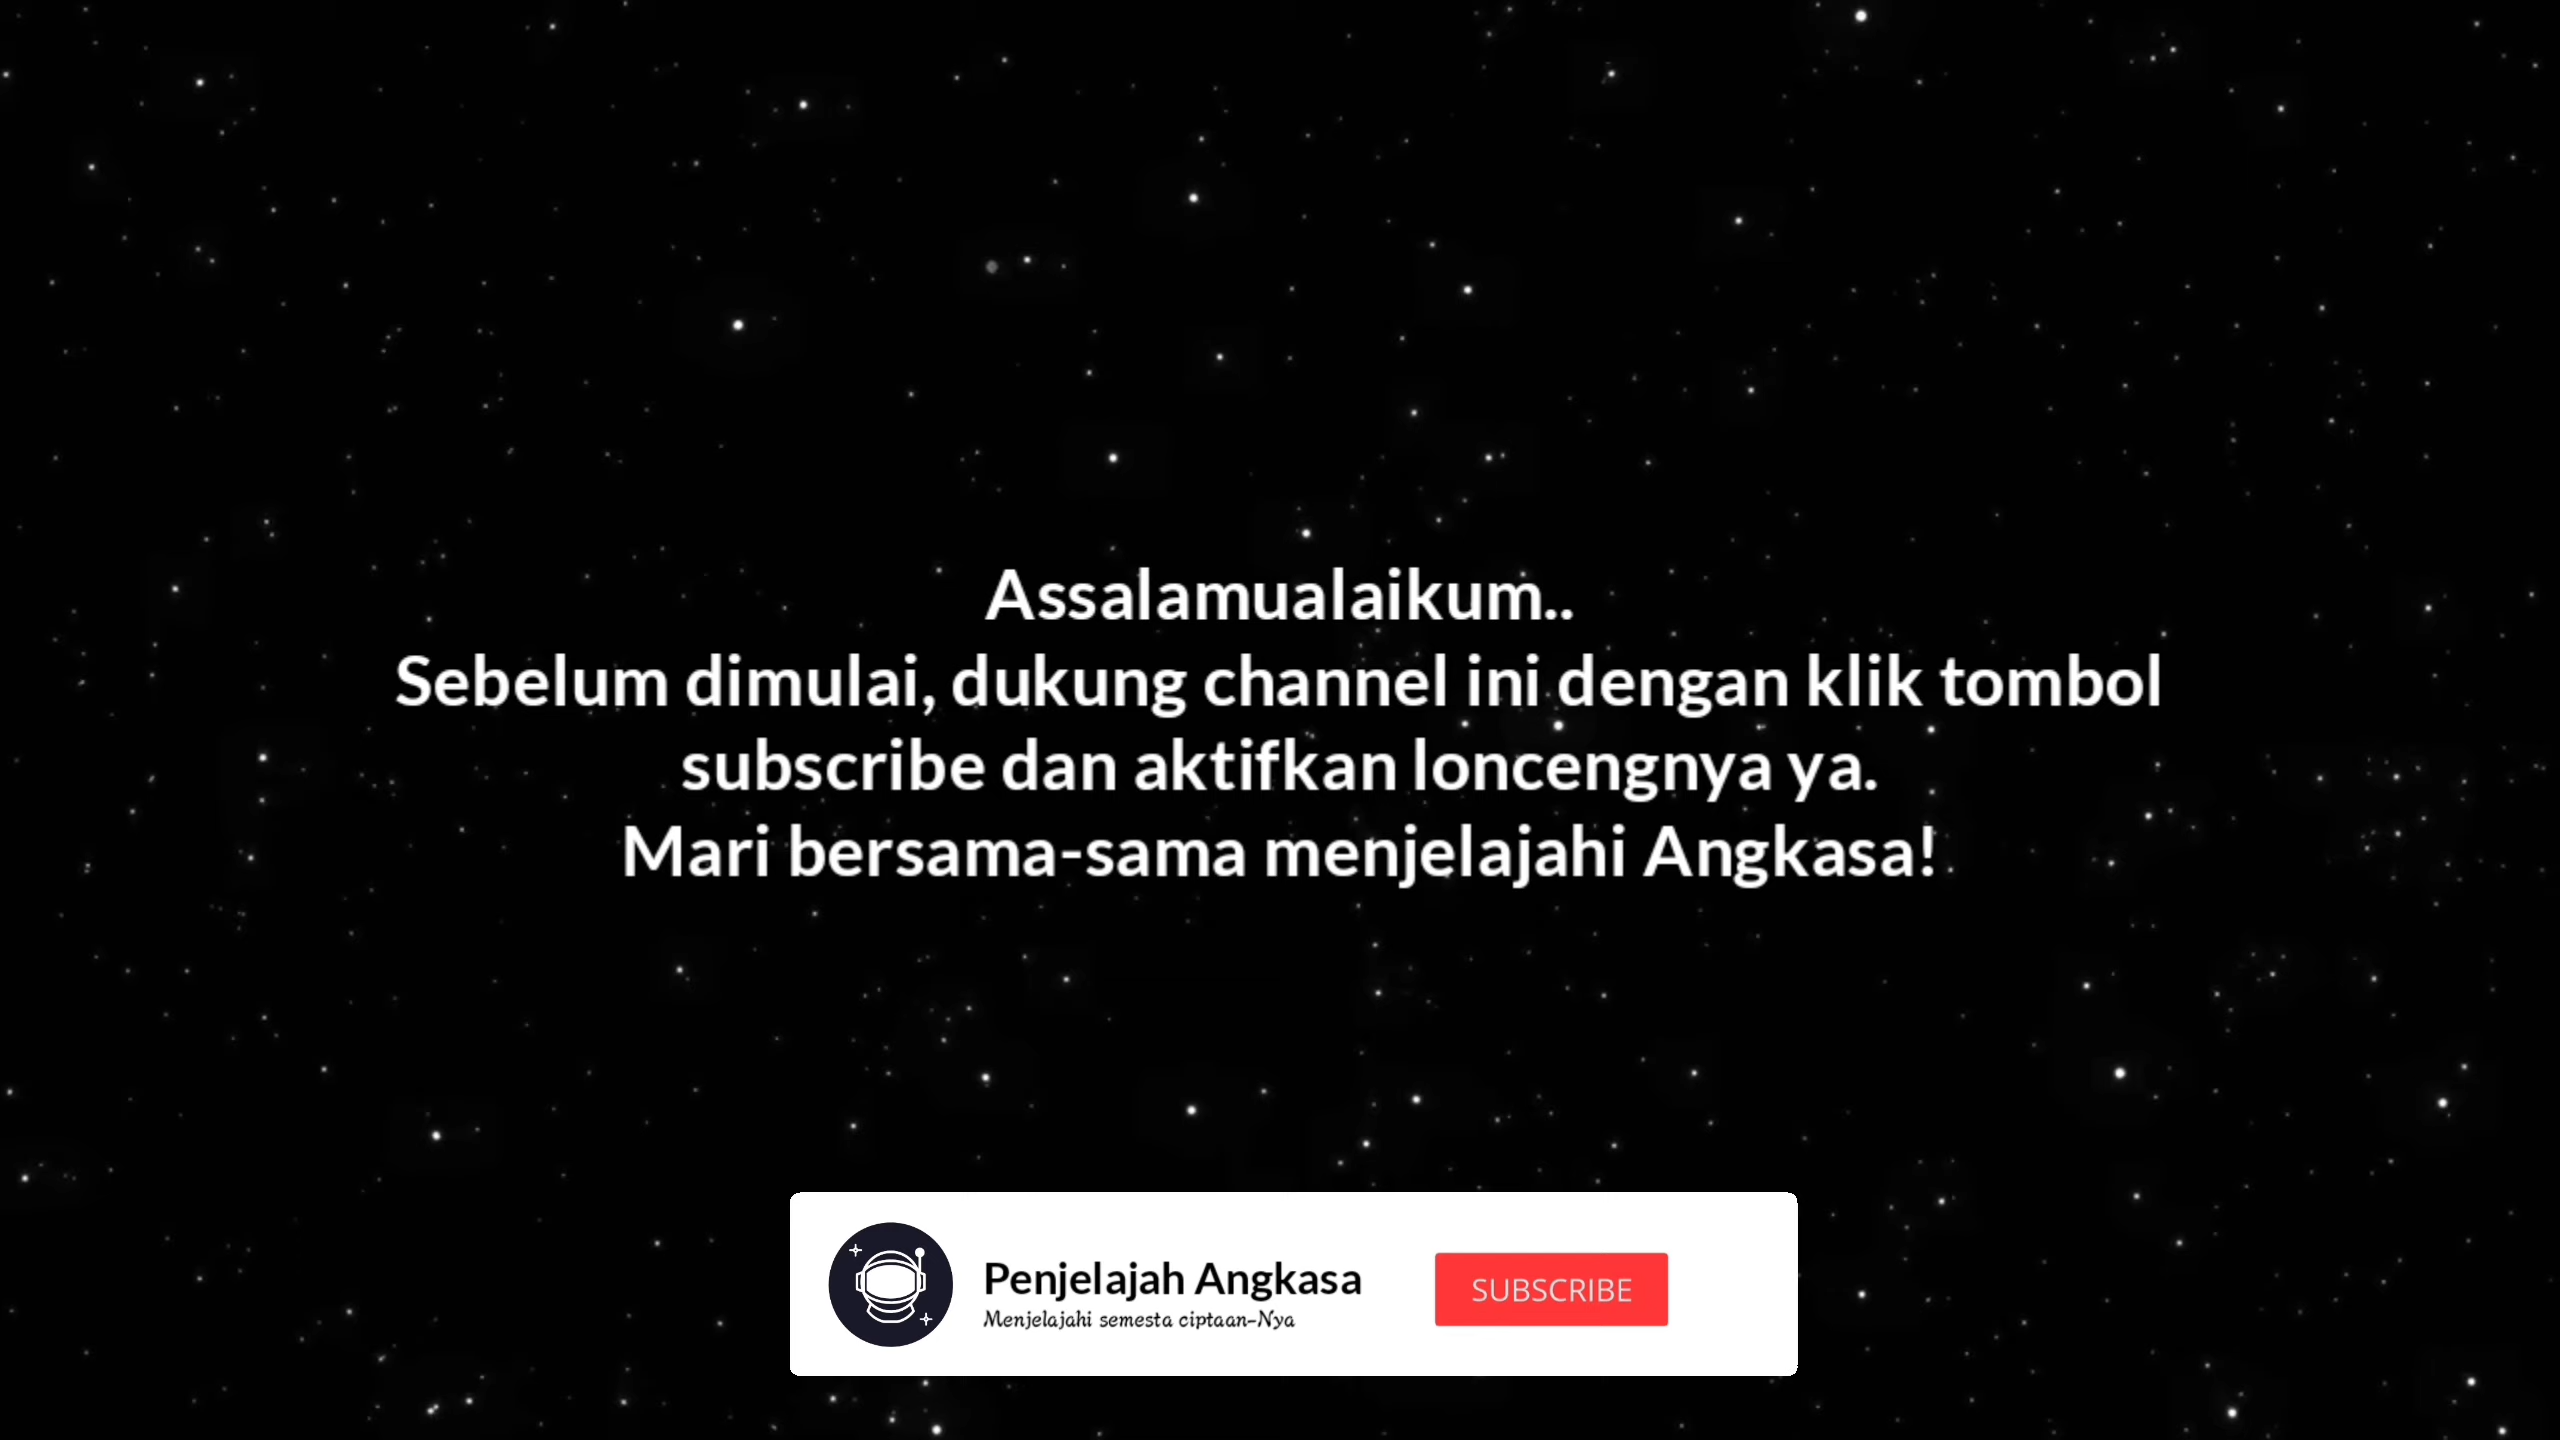 Assalamualaikum..
Sebelum dimulai, dukung channel ini dengan klik tombol
subscribe dan aktifkan loncengnya ya.
Mari bersama-sama menjelajahi Angkasa!
Penjelajah Angkasa
Menjelajahi semesta ciptaan-Nya
SUBSCRIBE